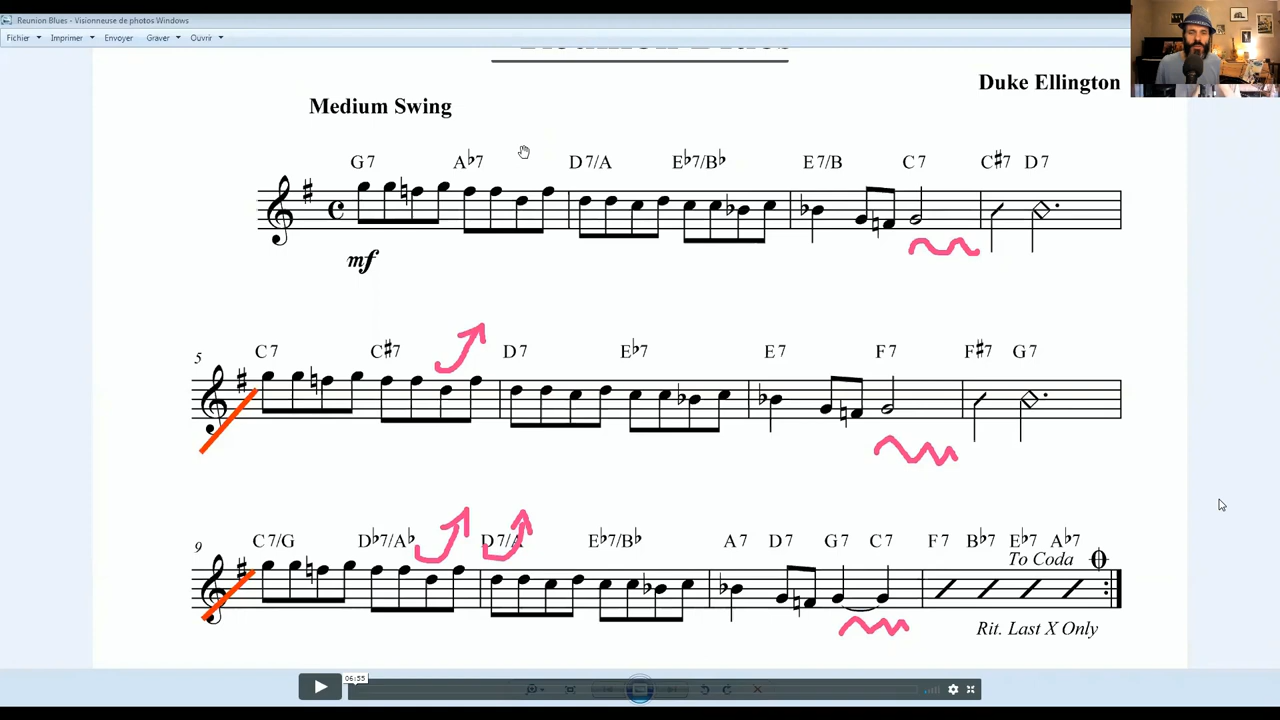 Reunion Blues - Visionneuse de photos Windows
Fichier Imprimer Envoyer Graver Ouvrir
Reunion Blues
Duke Ellington
Medium Swing
G7 A♭7 D7/A E♭7/B♭ E7/B C7 C♯7 D7
mf
5 C7 C♯7 D7 E♭7 E7 F7 F♯7 G7
9 C7/G D♭7/A♭ D7/A E♭7/B♭ A7 D7 G7 C7 F7 B♭7 E♭7 A♭7
To Coda
Rit. Last X Only
06:55